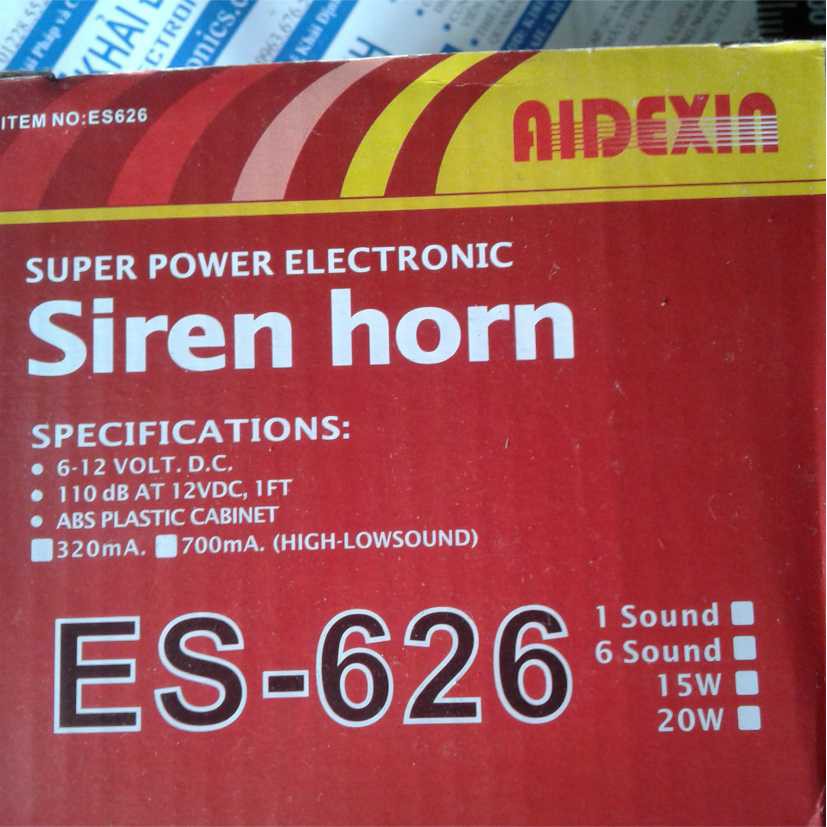 KHẢI
ITEM NO:ES626
AIDEXIN
SUPER POWER ELECTRONIC
Siren horn
SPECIFICATIONS:
• 6-12 VOLT. D.C.
• 110 dB AT 12VDC, 1FT
• ABS PLASTIC CABINET
320mA. 700mA. (HIGH-LOWSOUND)
ES-626
1 Sound
6 Sound
15W
20W